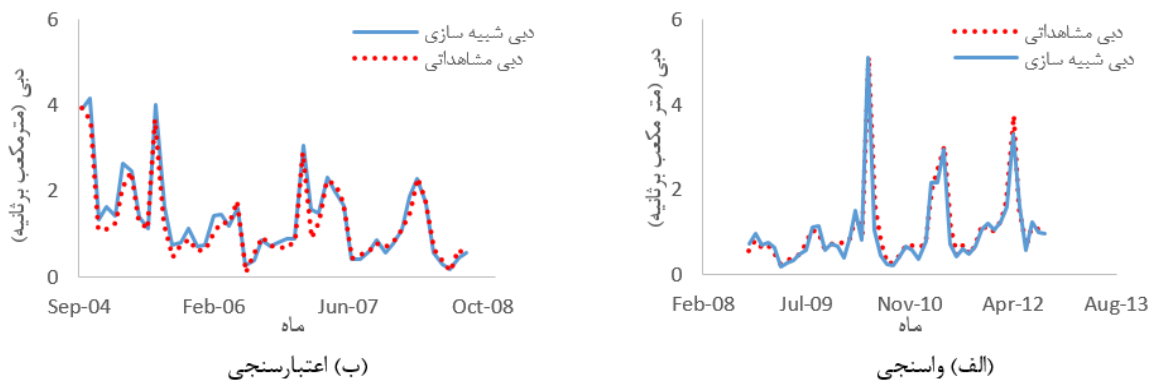 6
4
2
0
دبی (مترمکعب برثانیه)
دبی شبیه سازی
دبی مشاهداتی
Sep-04 Feb-06 Jun-07 Oct-08
ماه
(ب) اعتبارسنجی
6
4
2
0
دبی (متر مکعب برثانیه)
دبی مشاهداتی
دبی شبیه سازی
Feb-08 Jul-09 Nov-10 Apr-12 Aug-13
ماه
(الف) واسنجی